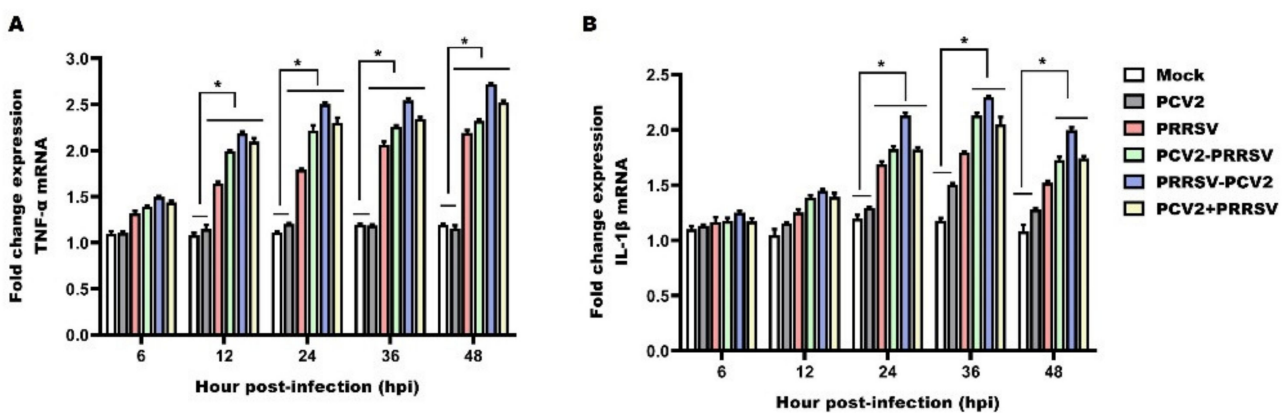 A
Fold change expression
TNF-α mRNA
3.0
2.5
2.0
1.5
1.0
0.5
0.0
*
*
*
*
6
12
24
36
48
Hour post-infection (hpi)
B
Fold change expression
IL-1β mRNA
2.5
2.0
1.5
1.0
0.5
0.0
*
*
*
6
12
24
36
48
Hour post-infection (hpi)
Mock
PCV2
PRRSV
PCV2-PRRSV
PRRSV-PCV2
PCV2+PRRSV